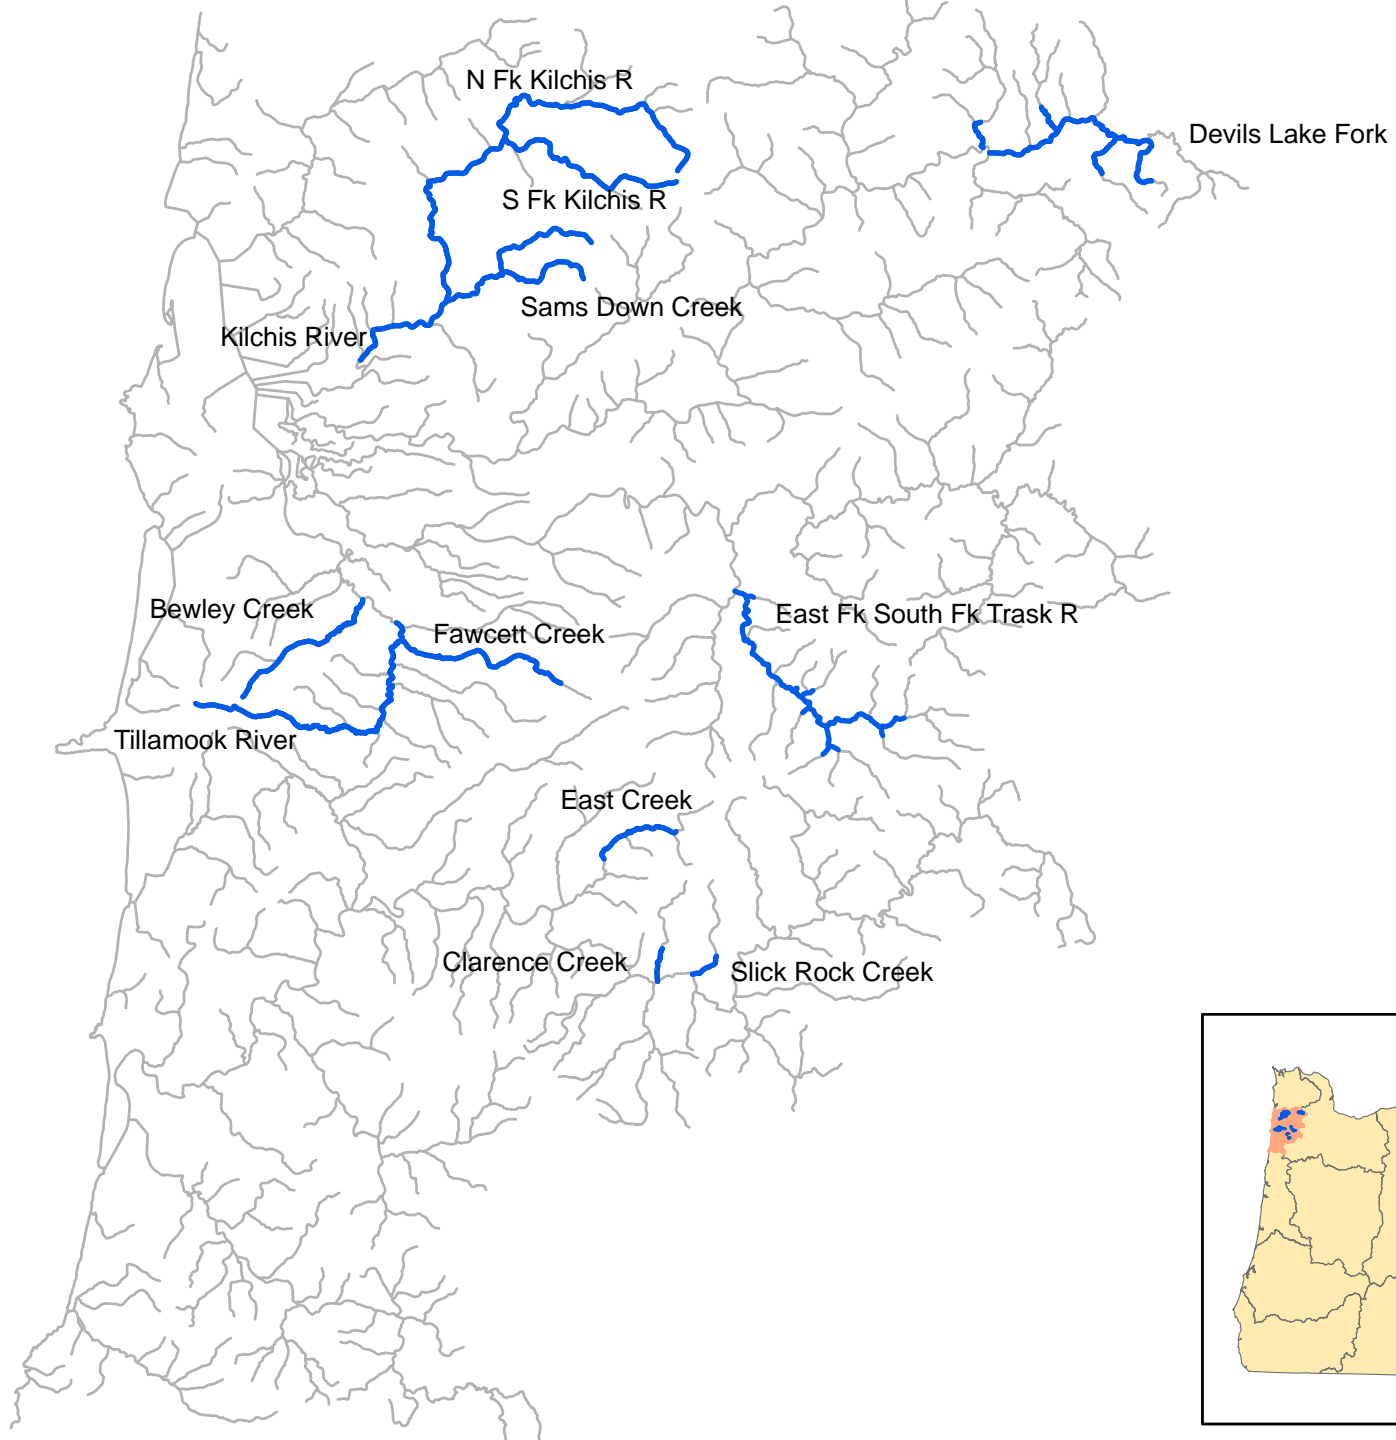 N Fk Kilchis R
Devils Lake Fork
S Fk Kilchis R
Sams Down Creek
Kilchis River
Bewley Creek
East Fk South Fk Trask R
Fawcett Creek
Tillamook River
East Creek
Clarence Creek
Slick Rock Creek